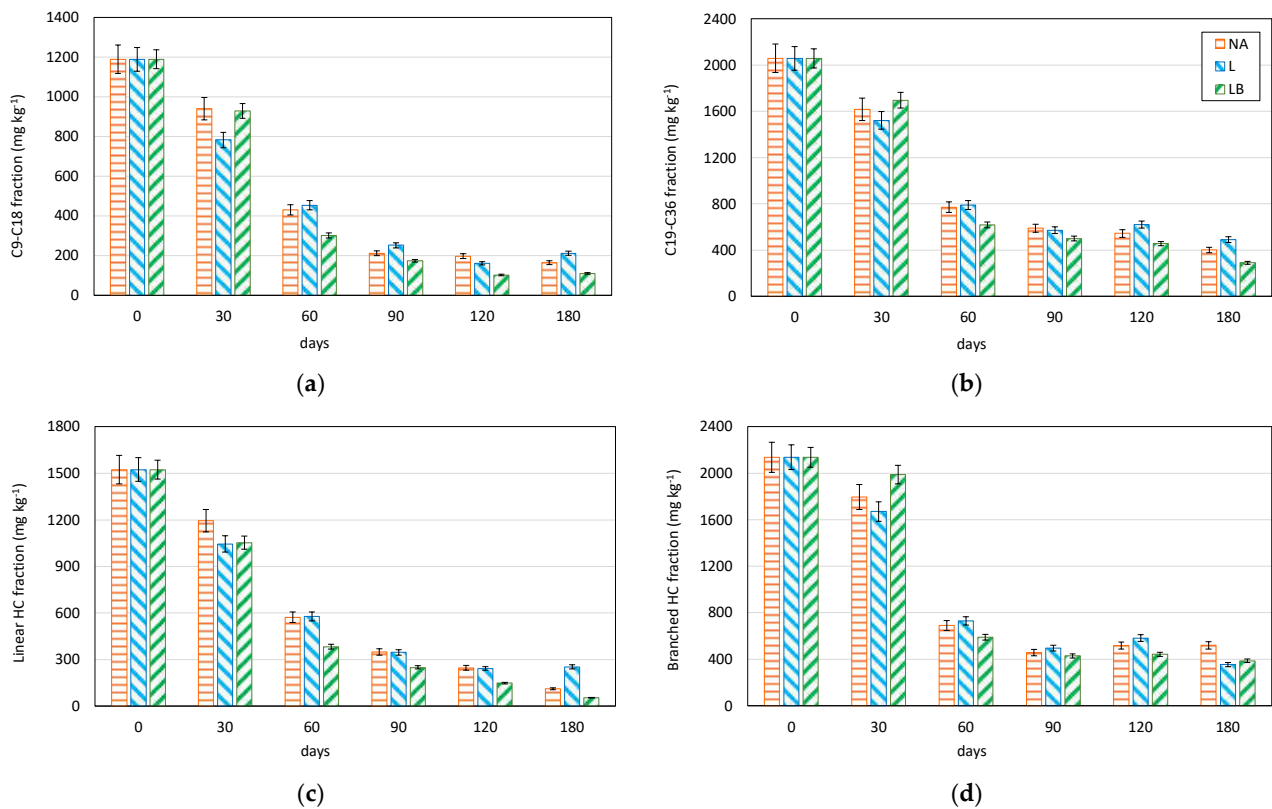 1400
1200
1000
800
600
400
200
0
C9-C18 fraction (mg kg⁻¹)
0 30 60 90 120 180
days
(a)
2400
2000
1600
1200
800
400
0
C19-C36 fraction (mg kg⁻¹)
NA
L
LB
0 30 60 90 120 180
days
(b)
1800
1500
1200
900
600
300
0
Linear HC fraction (mg kg⁻¹)
0 30 60 90 120 180
days
(c)
2400
2000
1600
1200
800
400
0
Branched HC fraction (mg kg⁻¹)
0 30 60 90 120 180
days
(d)